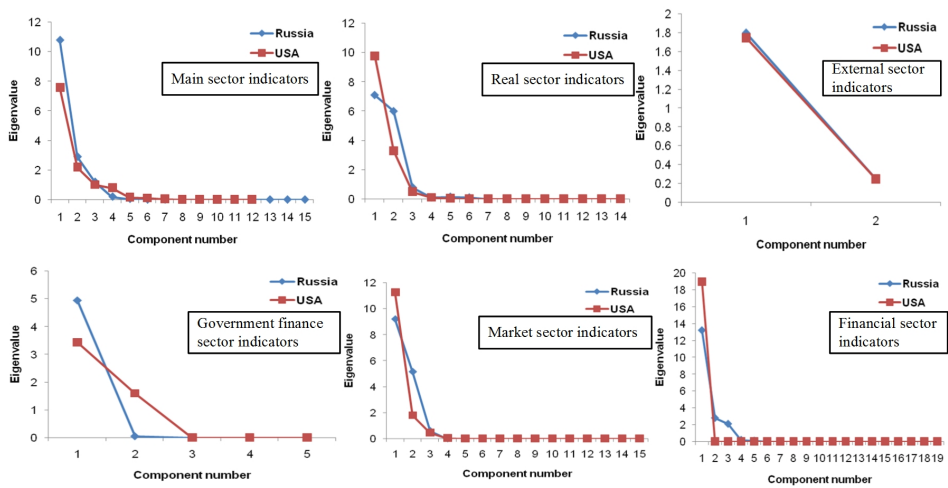 12
10
8
6
4
2
0
Eigenvalue
Russia
USA
Main sector indicators
1 2 3 4 5 6 7 8 9 10 11 12 13 14 15
Component number
12
10
8
6
4
2
0
Eigenvalue
Russia
USA
Real sector indicators
1 2 3 4 5 6 7 8 9 10 11 12 13 14
Component number
2
1.8
1.6
1.4
1.2
1
0.8
0.6
0.4
0.2
0
Eigenvalue
Russia
USA
External sector
indicators
1 2
Component number
6
5
4
3
2
1
0
Eigenvalue
Russia
USA
Government finance
sector indicators
1 2 3 4 5
Component number
12
10
8
6
4
2
0
Eigenvalue
Russia
USA
Market sector indicators
1 2 3 4 5 6 7 8 9 10 11 12 13 14 15
Component number
20
18
16
14
12
10
8
6
4
2
0
Eigenvalue
Russia
USA
Financial sector
indicators
1 2 3 4 5 6 7 8 9 10 11 12 13 14 15 16 17 18 19
Component number